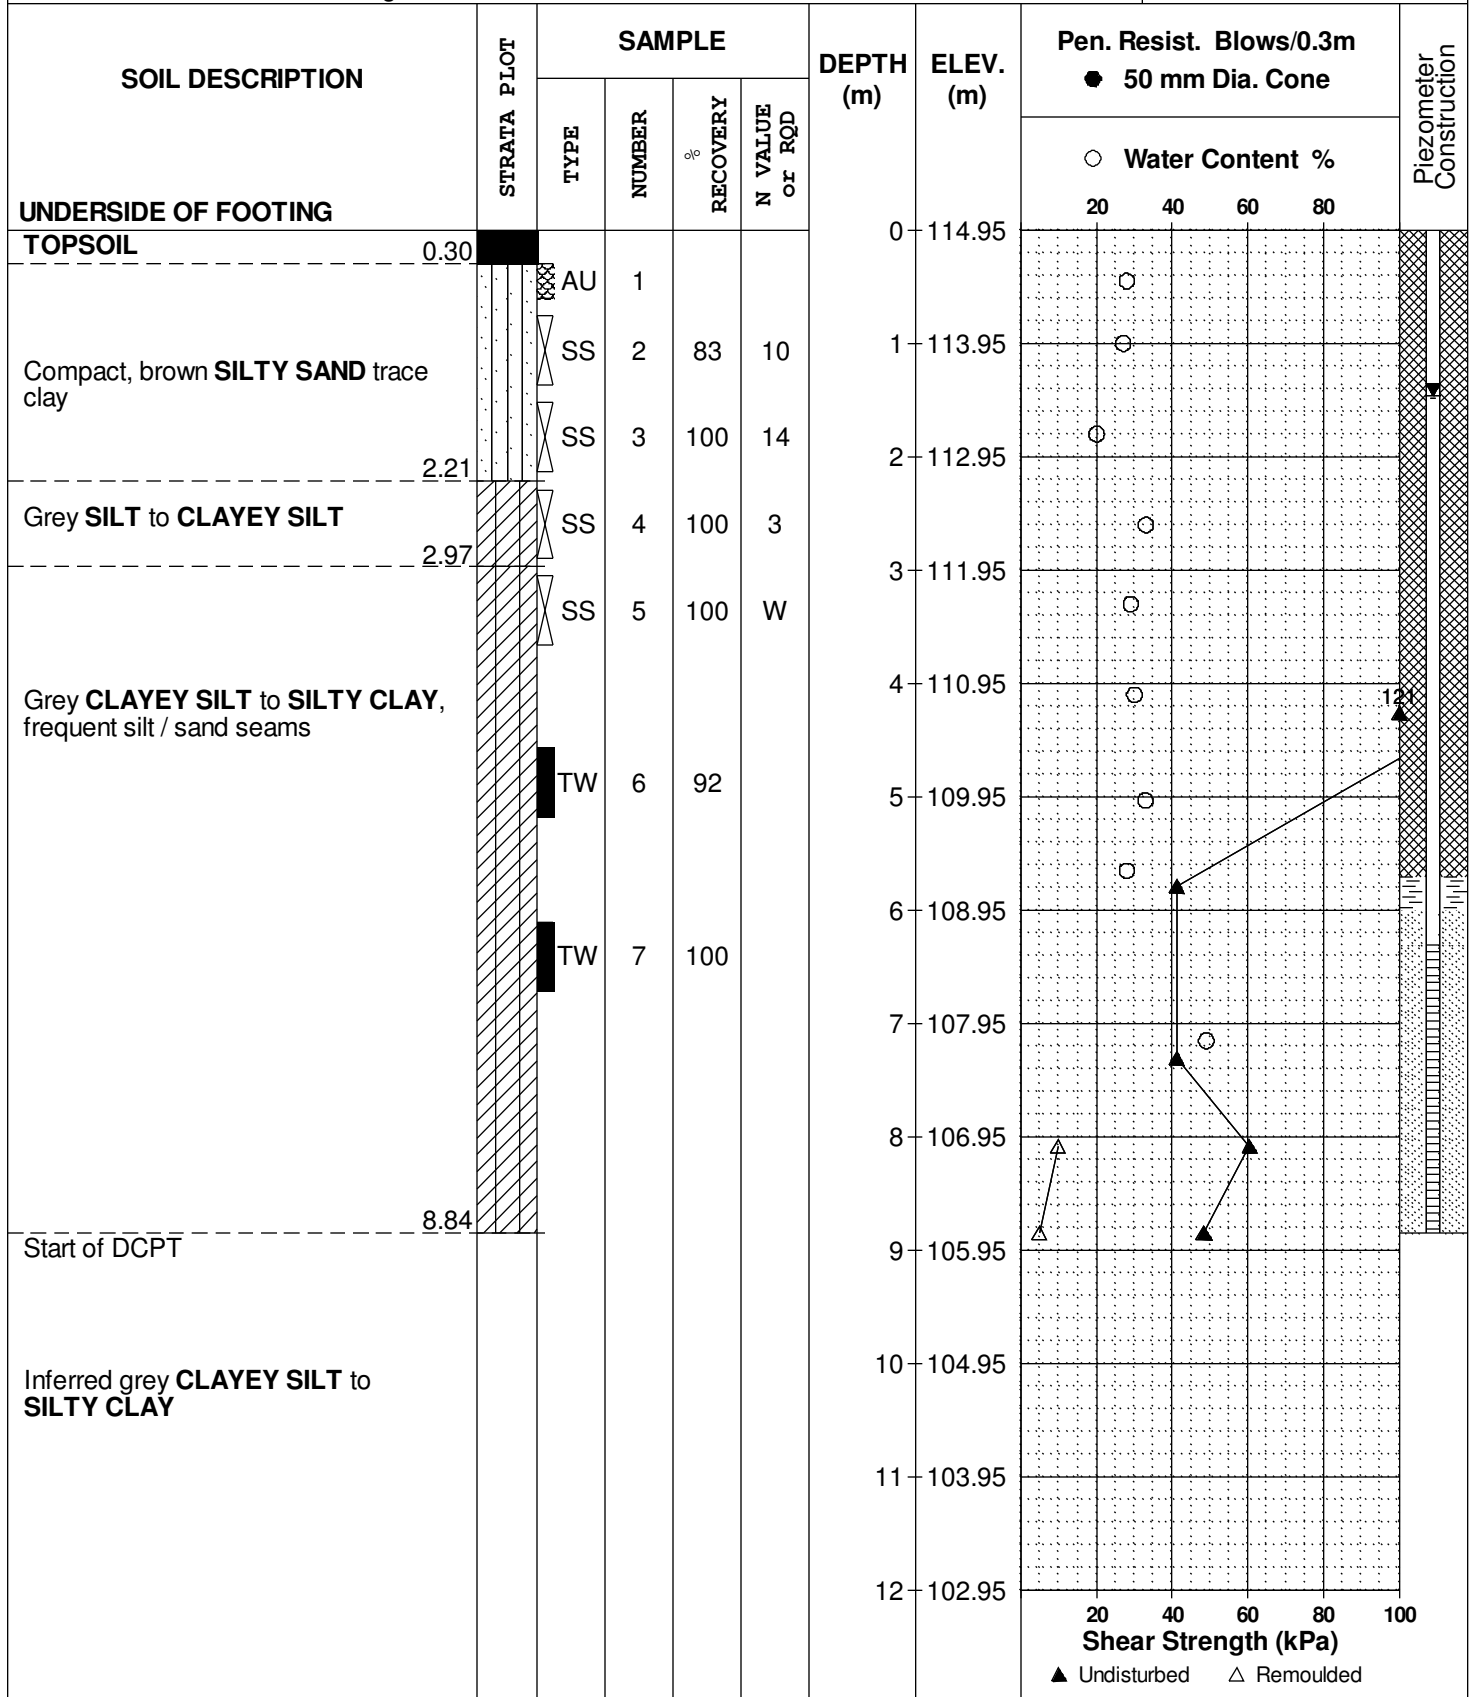 SOIL DESCRIPTION
STRATA PLOT
SAMPLE
TYPE
NUMBER
%
RECOVERY
N VALUE
or RQD
DEPTH
(m)
ELEV.
(m)
Pen. Resist. Blows/0.3m
● 50 mm Dia. Cone
○ Water Content %
20 40 60 80
Piezometer
Construction
UNDERSIDE OF FOOTING
0 114.95
TOPSOIL
0.30
AU 1
SS 2 83 10
1 113.95
Compact, brown SILTY SAND trace
clay
SS 3 100 14
2 112.95
2.21
Grey SILT to CLAYEY SILT
SS 4 100 3
2.97
3 111.95
SS 5 100 W
4 110.95
121
Grey CLAYEY SILT to SILTY CLAY,
frequent silt / sand seams
TW 6 92
5 109.95
6 108.95
TW 7 100
7 107.95
8 106.95
8.84
Start of DCPT
9 105.95
10 104.95
Inferred grey CLAYEY SILT to
SILTY CLAY
11 103.95
12 102.95
20 40 60 80 100
Shear Strength (kPa)
▲ Undisturbed △ Remoulded